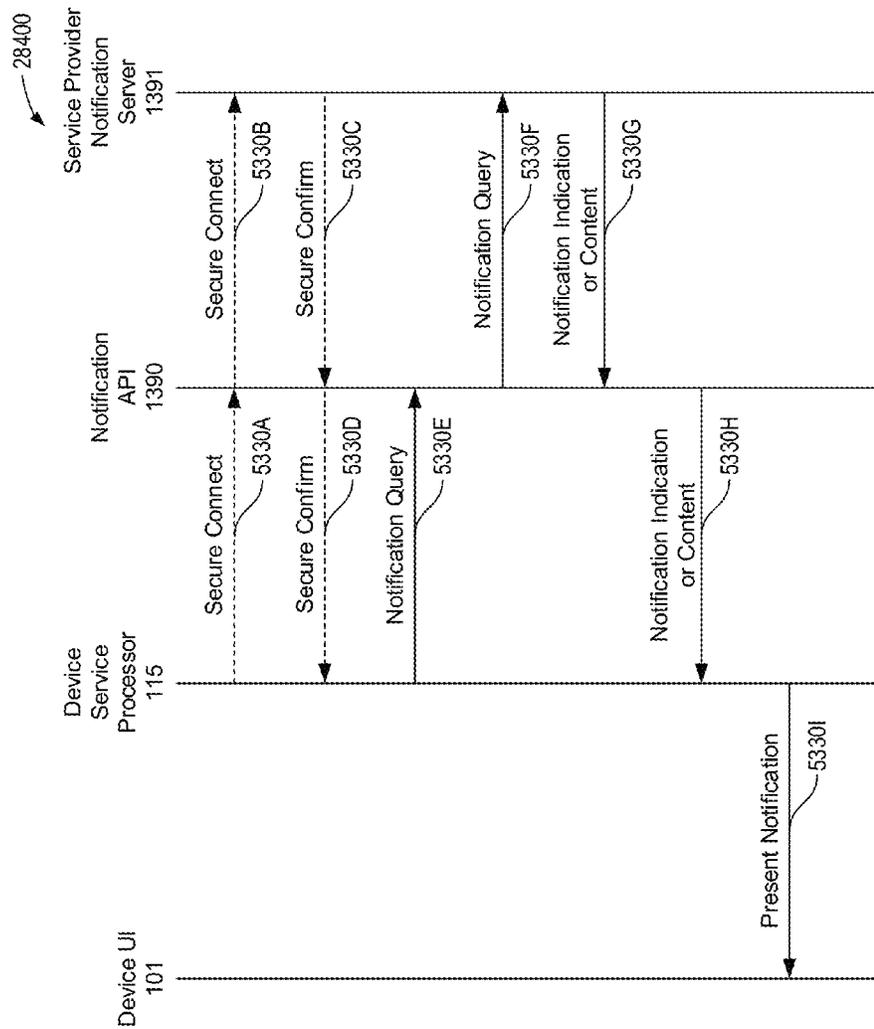 28400
Device UI
101
Device
Service
Processor
115
Notification
API
1390
Service Provider
Notification
Server
1391
Secure Connect
5330A
Secure Connect
5330B
Secure Confirm
5330D
Secure Confirm
5330C
Notification Query
5330E
Notification Query
5330F
Notification Indication
or Content
5330G
Notification Indication
or Content
5330H
Present Notification
5330I